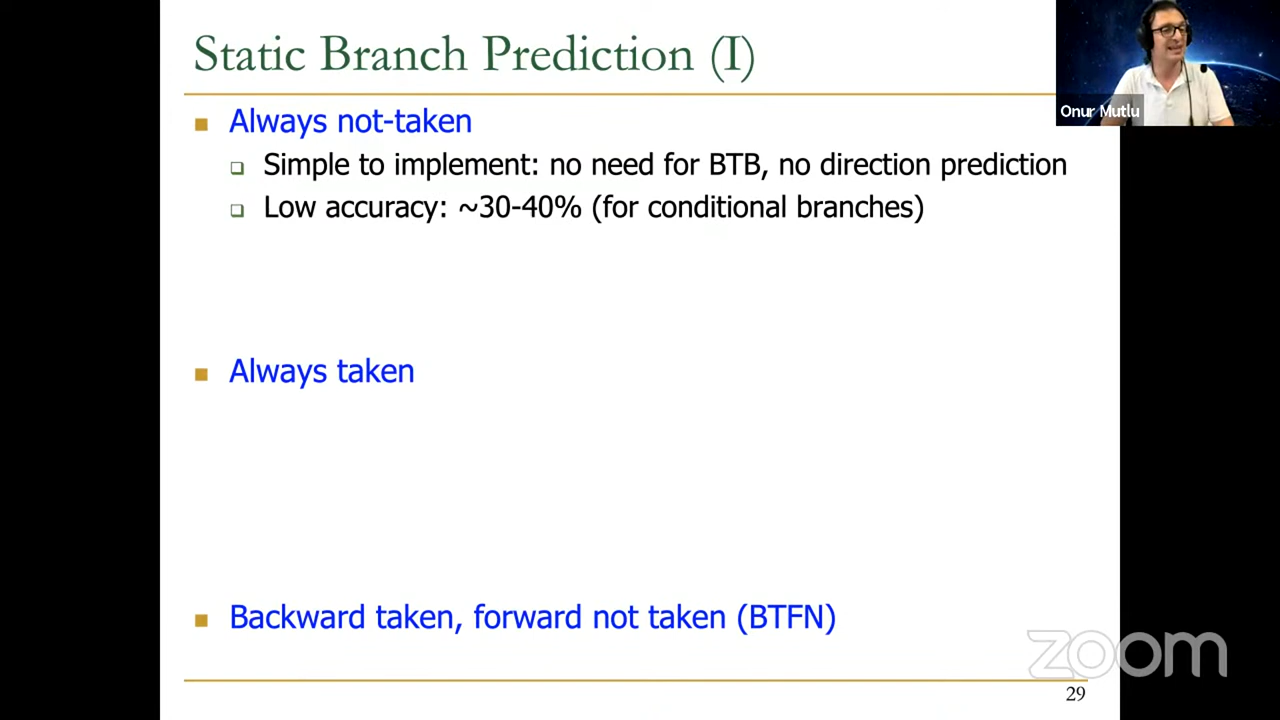 Static Branch Prediction (I)
Onur Mutlu
Always not-taken
Simple to implement: no need for BTB, no direction prediction
Low accuracy: ~30-40% (for conditional branches)
Always taken
Backward taken, forward not taken (BTFN)
zoom
29